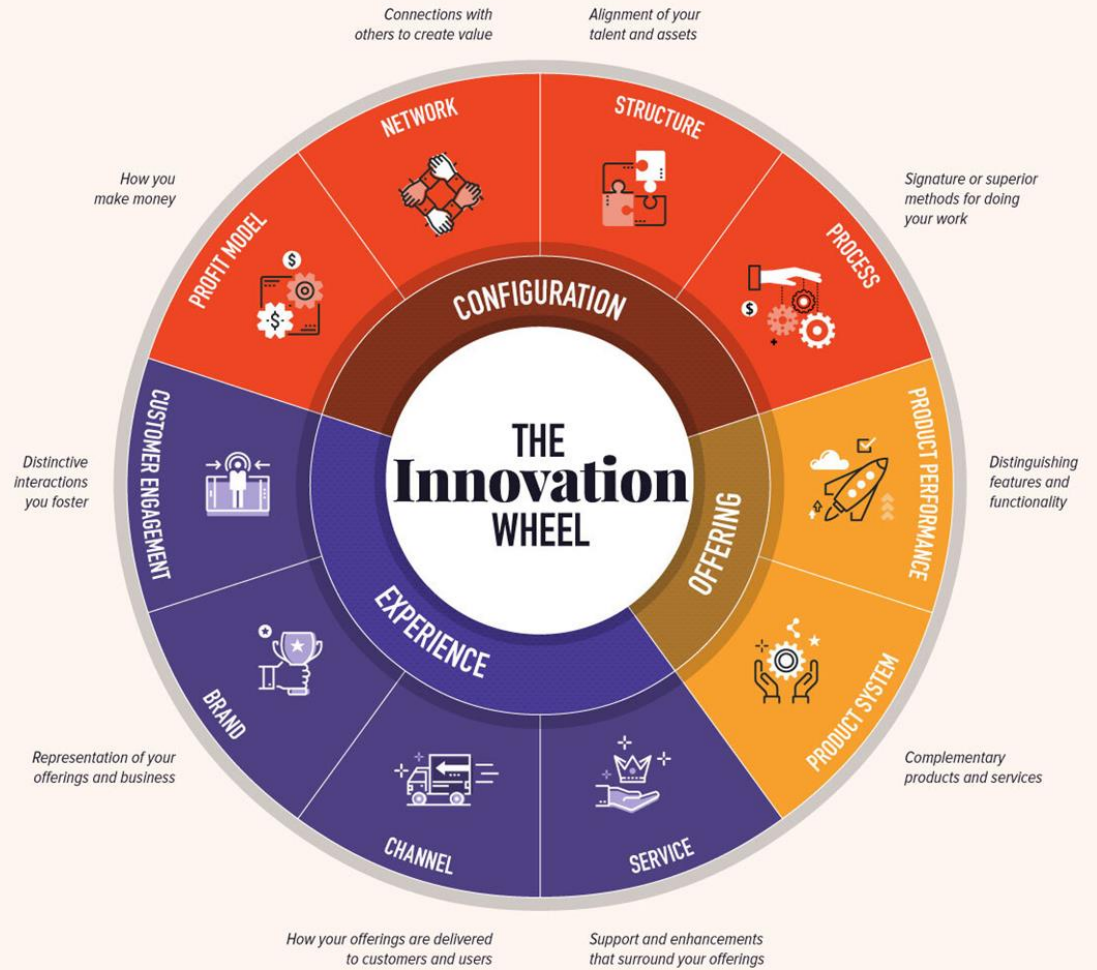 THE
Innovation
WHEEL
CONFIGURATION
PROFIT MODEL
How you
make money
$
$
NETWORK
Connections with
others to create value
STRUCTURE
Alignment of your
talent and assets
PROCESS
Signature or superior
methods for doing
your work
$
OFFERING
PRODUCT PERFORMANCE
Distinguishing
features and
functionality
PRODUCT SYSTEM
Complementary
products and services
EXPERIENCE
SERVICE
Support and enhancements
that surround your offerings
CHANNEL
How your offerings are delivered
to customers and users
BRAND
Representation of your
offerings and business
CUSTOMER ENGAGEMENT
Distinctive
interactions
you foster